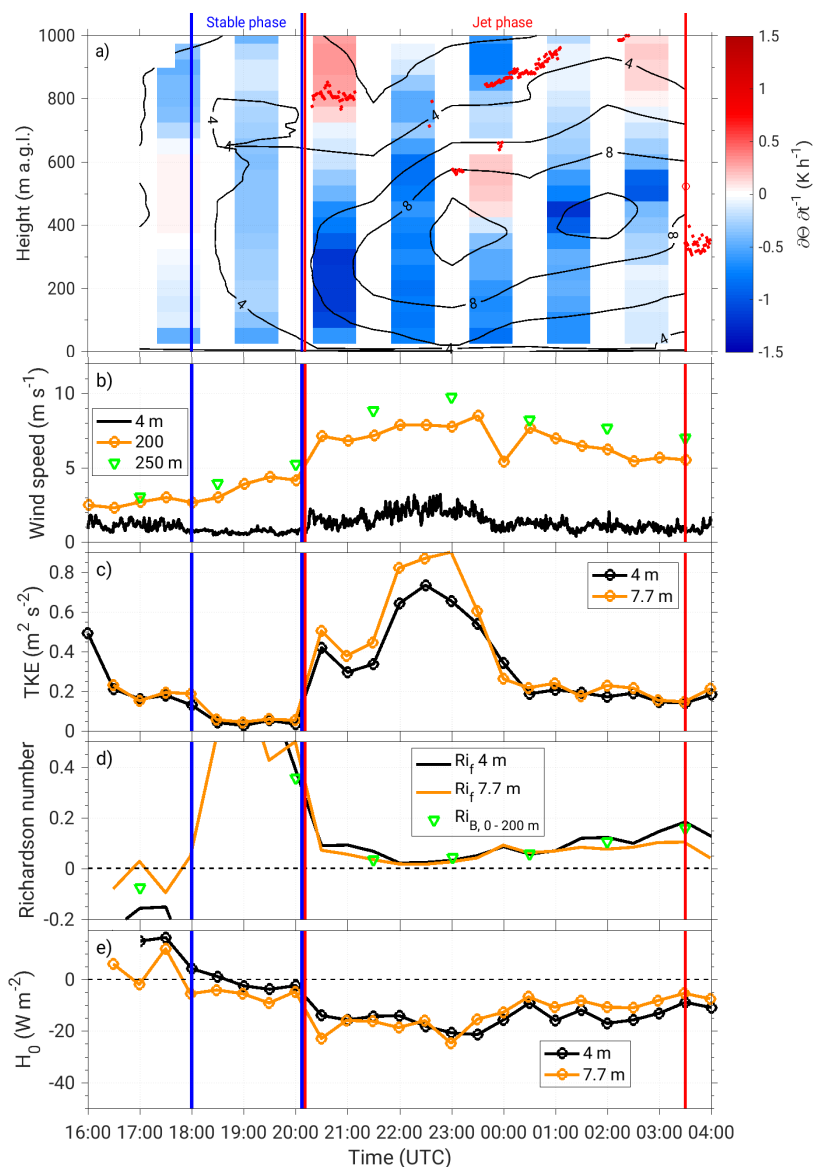 Stable phase
Jet phase
a)
1000
800
600
400
200
0
Height (m a.g.l.)
4
4
4
4
4
4
4
8
8
8
8
1.5
1
0.5
0
-0.5
-1
-1.5
∂Θ ∂t⁻¹ (K h⁻¹)
b)
10
5
0
Wind speed (m s⁻¹)
4 m
200
250 m
c)
0.8
0.6
0.4
0.2
0
TKE (m² s⁻²)
4 m
7.7 m
d)
0.4
0.2
0
-0.2
Richardson number
Ri_f 4 m
Ri_f 7.7 m
Ri_B, 0 - 200 m
e)
0
-20
-40
H₀ (W m⁻²)
4 m
7.7 m
16:00 17:00 18:00 19:00 20:00 21:00 22:00 23:00 00:00 01:00 02:00 03:00 04:00
Time (UTC)